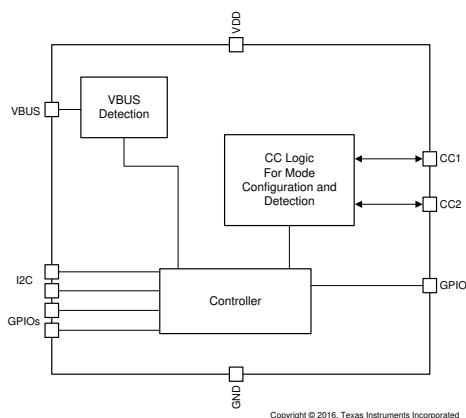 VDD
VBUS
VBUS
Detection
CC Logic
For Mode
Configuration and
Detection
CC1
CC2
I2C
GPIOs
Controller
GPIO
GND
Copyright © 2016, Texas Instruments Incorporated